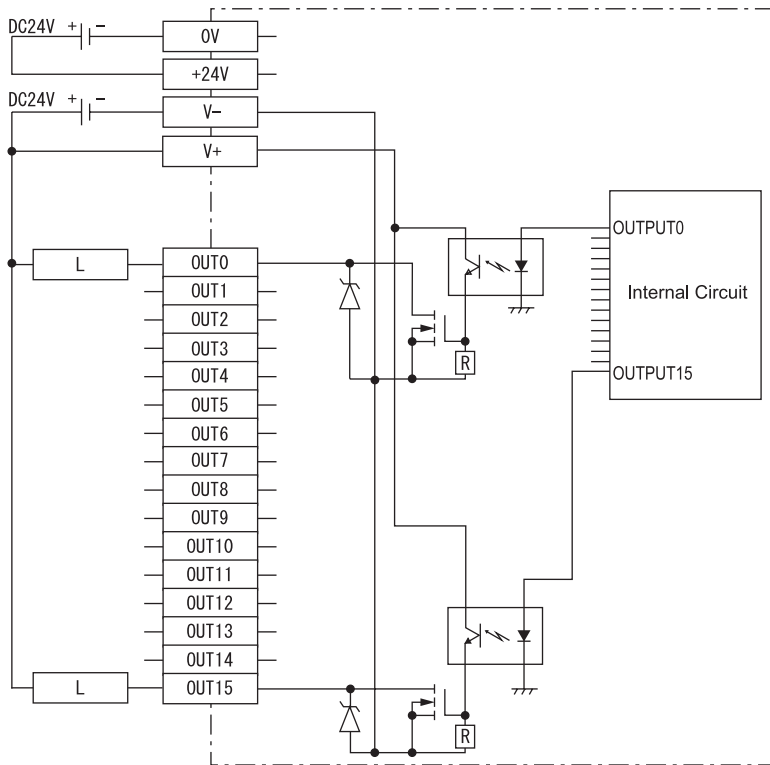 DC24V + -
0V
+24V
DC24V + -
V-
V+
L
OUT0
OUT1
OUT2
OUT3
OUT4
OUT5
OUT6
OUT7
OUT8
OUT9
OUT10
OUT11
OUT12
OUT13
OUT14
L
OUT15
R
R
OUTPUT0
Internal Circuit
OUTPUT15